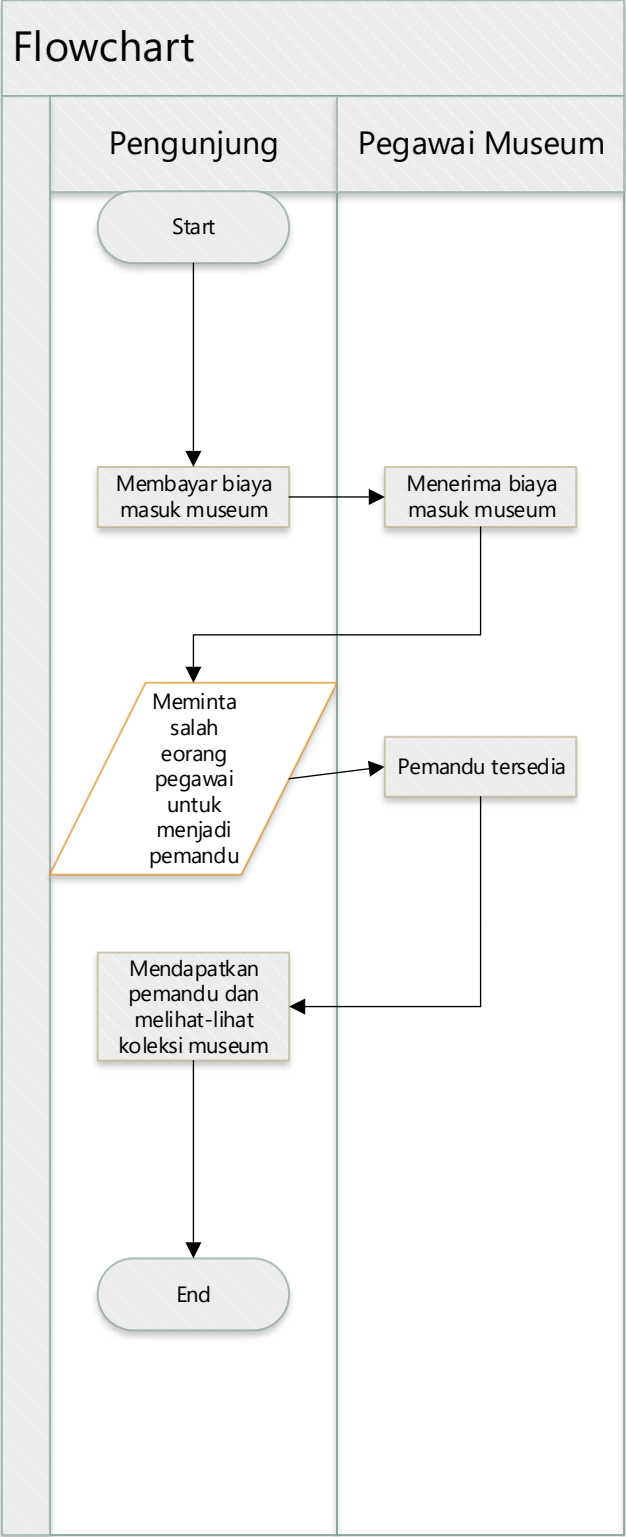 Flowchart
Pengunjung
Pegawai Museum
Start
Membayar biaya
masuk museum
Menerima biaya
masuk museum
Meminta
salah
eorang
pegawai
untuk
menjadi
pemandu
Pemandu tersedia
Mendapatkan
pemandu dan
melihat-lihat
koleksi museum
End